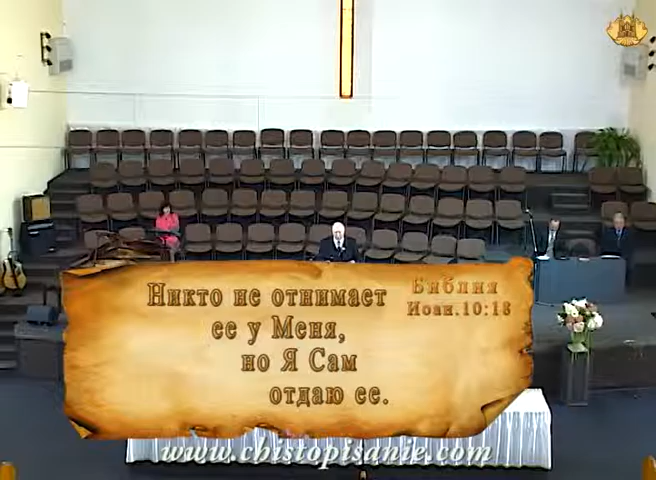 Библия
Иоан.10:18
Никто не отнимает
ее у Меня,
но Я Сам
отдаю ее.
www.chistopisanie.com